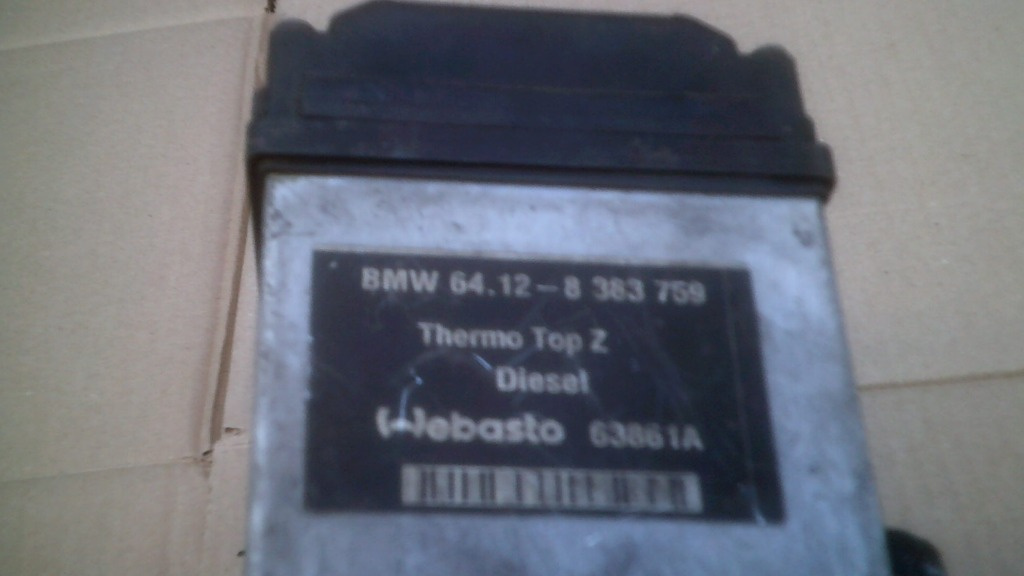 BMW 64.12-8 383 759
Thermo Top Z
Diesel
Webasto 63861A